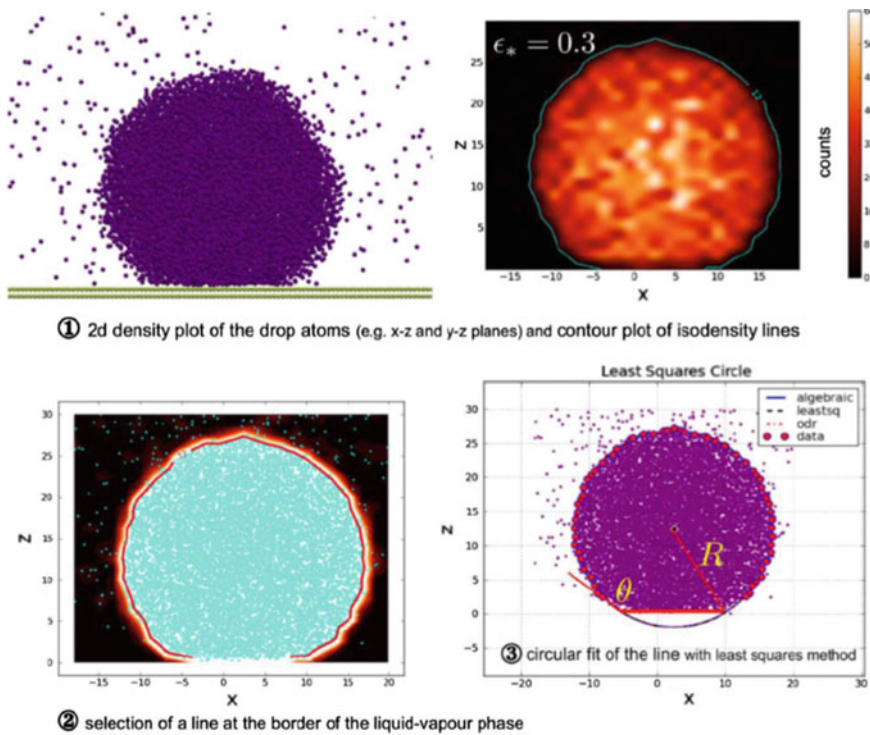 ϵ* = 0.3
30
25
20
15
10
5
Z
−15 −10 −5 0 5 10 15
X
counts
① 2d density plot of the drop atoms (e.g. x-z and y-z planes) and contour plot of isodensity lines
30
25
20
15
10
5
0
Z
−15 −10 −5 0 5 10 15 20
X
② selection of a line at the border of the liquid-vapour phase
Least Squares Circle
algebraic
leastsq
odr
data
30
25
20
15
10
5
0
−5
Z
R
θ
③ circular fit of the line with least squares method
−20 −10 0 10 20 30
X